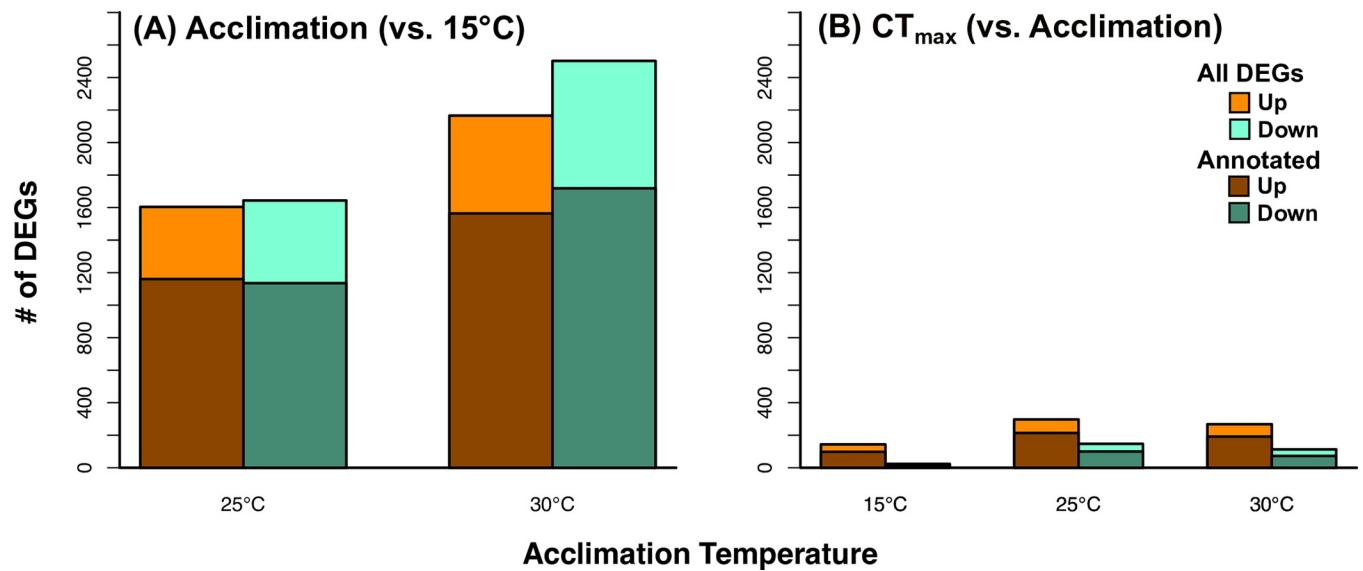 (A) Acclimation (vs. 15°C)
# of DEGs
2400
2000
1600
1200
800
400
0
25°C
30°C
(B) CTmax (vs. Acclimation)
All DEGs
Up
Down
Annotated
Up
Down
2400
2000
1600
1200
800
400
0
15°C
25°C
30°C
Acclimation Temperature